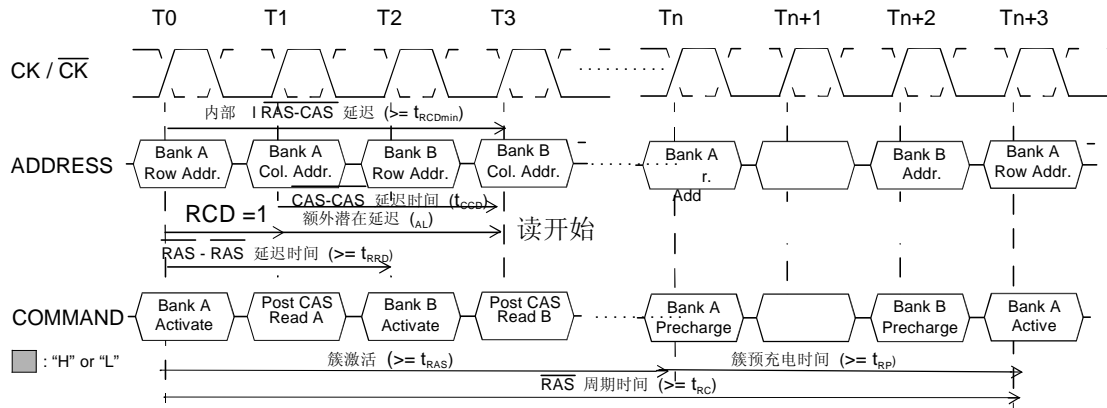 T0 T1 T2 T3 Tn Tn+1 Tn+2 Tn+3
CK / CK
内部 I RAS-CAS 延迟 (>= tRCDmin)
ADDRESS
Bank A Row Addr.
Bank A Col. Addr.
Bank B Row Addr.
Bank B Col. Addr.
Bank A r. Add
Bank B Addr.
Bank A Row Addr.
CAS-CAS 延迟时间 (tCCD)
RCD =1
额外潜在延迟 (AL)
读开始
RAS - RAS 延迟时间 (>= tRRD)
COMMAND
Bank A Activate
Post CAS Read A
Bank B Activate
Post CAS Read B
Bank A Precharge
Bank B Precharge
Bank A Active
: “H” or “L”
簇激活 (>= tRAS)
簇预充电时间 (>= tRP)
RAS 周期时间 (>= tRC)